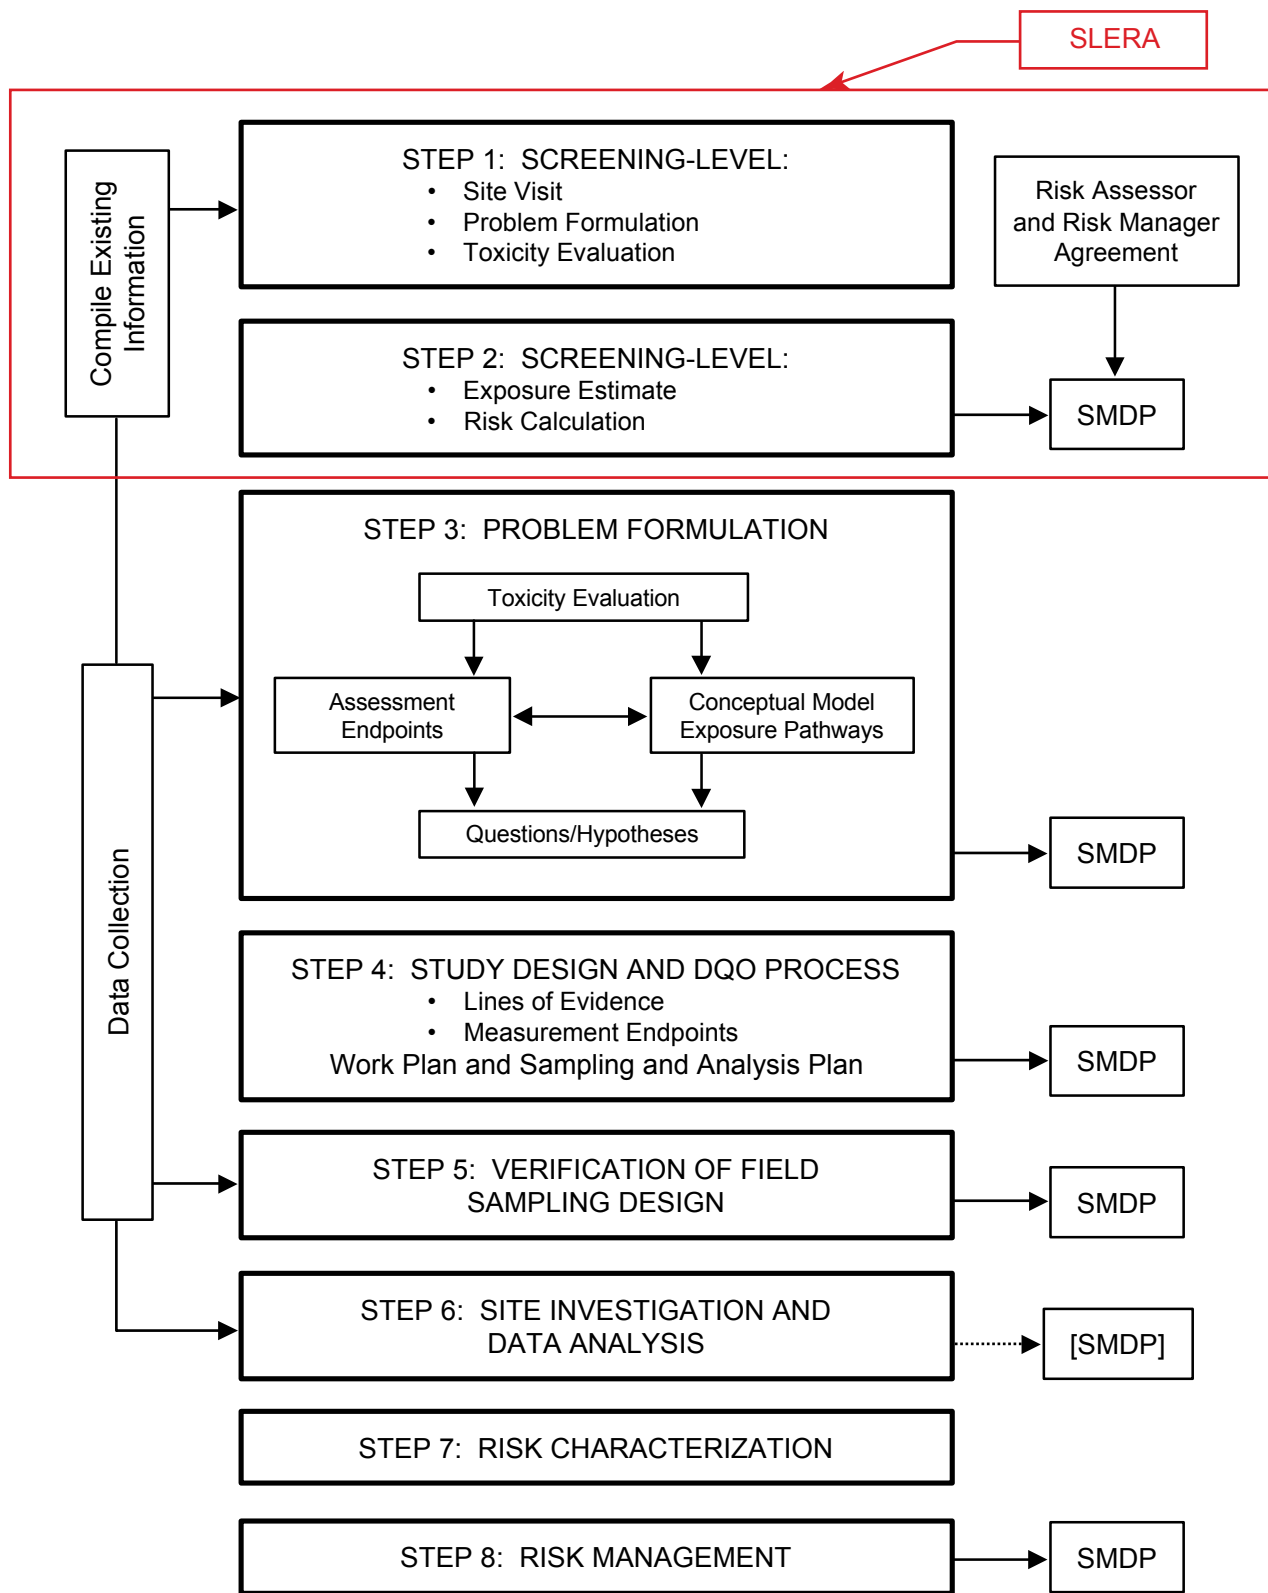 SLERA
Compile Existing
Information
STEP 1: SCREENING-LEVEL:
• Site Visit
• Problem Formulation
• Toxicity Evaluation
Risk Assessor
and Risk Manager
Agreement
STEP 2: SCREENING-LEVEL:
• Exposure Estimate
• Risk Calculation
SMDP
STEP 3: PROBLEM FORMULATION
Toxicity Evaluation
Assessment
Endpoints
Conceptual Model
Exposure Pathways
Questions/Hypotheses
SMDP
Data Collection
STEP 4: STUDY DESIGN AND DQO PROCESS
• Lines of Evidence
• Measurement Endpoints
Work Plan and Sampling and Analysis Plan
SMDP
STEP 5: VERIFICATION OF FIELD
SAMPLING DESIGN
SMDP
STEP 6: SITE INVESTIGATION AND
DATA ANALYSIS
[SMDP]
STEP 7: RISK CHARACTERIZATION
STEP 8: RISK MANAGEMENT
SMDP